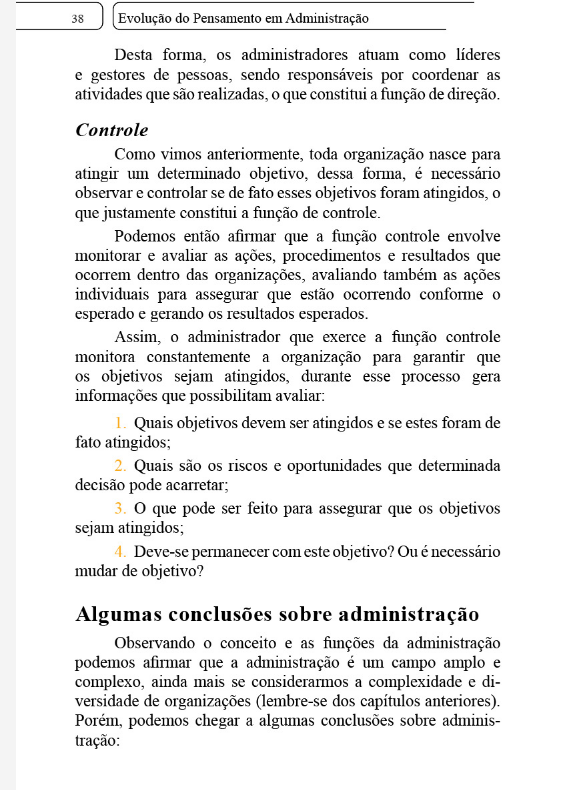 38
Evolução do Pensamento em Administração
Desta forma, os administradores atuam como líderes
e gestores de pessoas, sendo responsáveis por coordenar as
atividades que são realizadas, o que constitui a função de direção.
Controle
Como vimos anteriormente, toda organização nasce para
atingir um determinado objetivo, dessa forma, é necessário
observar e controlar se de fato esses objetivos foram atingidos, o
que justamente constitui a função de controle.
Podemos então afirmar que a função controle envolve
monitorar e avaliar as ações, procedimentos e resultados que
ocorrem dentro das organizações, avaliando também as ações
individuais para assegurar que estão ocorrendo conforme o
esperado e gerando os resultados esperados.
Assim, o administrador que exerce a função controle
monitora constantemente a organização para garantir que
os objetivos sejam atingidos, durante esse processo gera
informações que possibilitam avaliar:
1. Quais objetivos devem ser atingidos e se estes foram de
fato atingidos;
2. Quais são os riscos e oportunidades que determinada
decisão pode acarretar;
3. O que pode ser feito para assegurar que os objetivos
sejam atingidos;
4. Deve-se permanecer com este objetivo? Ou é necessário
mudar de objetivo?
Algumas conclusões sobre administração
Observando o conceito e as funções da administração
podemos afirmar que a administração é um campo amplo e
complexo, ainda mais se considerarmos a complexidade e di-
versidade de organizações (lembre-se dos capítulos anteriores).
Porém, podemos chegar a algumas conclusões sobre adminis-
tração: